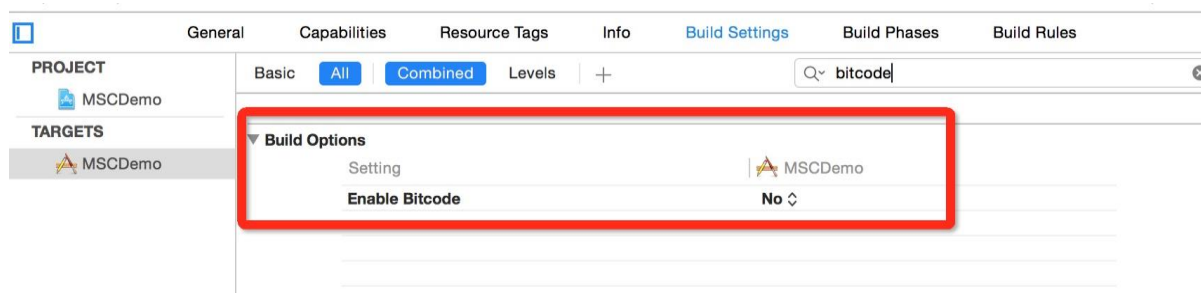 General Capabilities Resource Tags Info Build Settings Build Phases Build Rules
PROJECT
MSCDemo
TARGETS
MSCDemo
Basic All Combined Levels + bitcode
Build Options
Setting MSCDemo
Enable Bitcode No